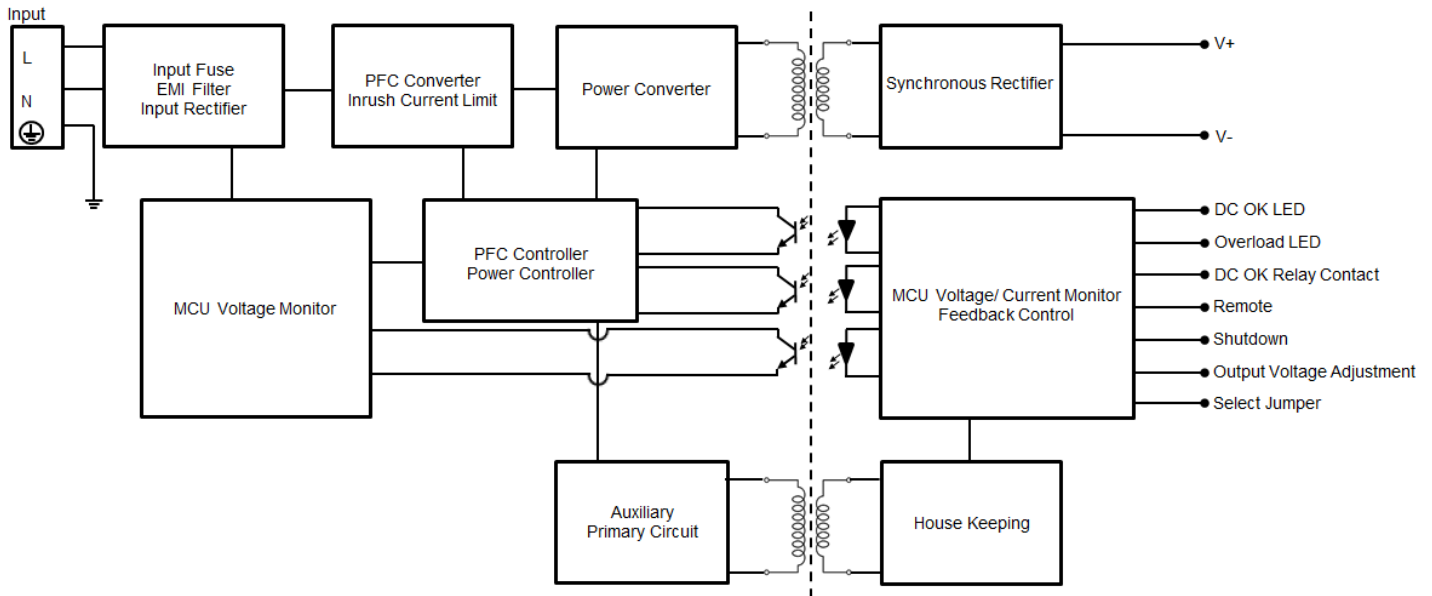 Input
L
N
Input Fuse
EMI Filter
Input Rectifier
PFC Converter
Inrush Current Limit
Power Converter
Synchronous Rectifier
V+
V-
MCU Voltage Monitor
PFC Controller
Power Controller
MCU Voltage/ Current Monitor
Feedback Control
DC OK LED
Overload LED
DC OK Relay Contact
Remote
Shutdown
Output Voltage Adjustment
Select Jumper
Auxiliary
Primary Circuit
House Keeping